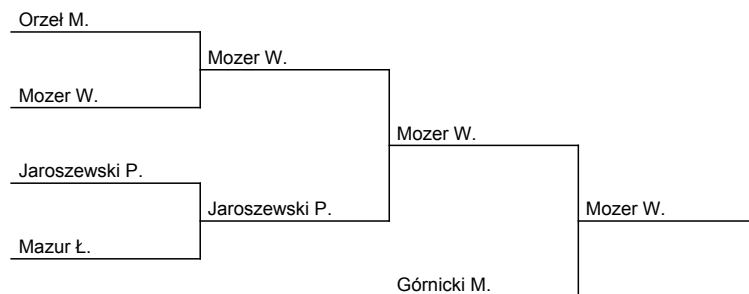 Orzeł M.
Mozer W.
Mozer W.
Mozer W.
Jaroszewski P.
Jaroszewski P.
Mozer W.
Mazur Ł.
Górnicki M.